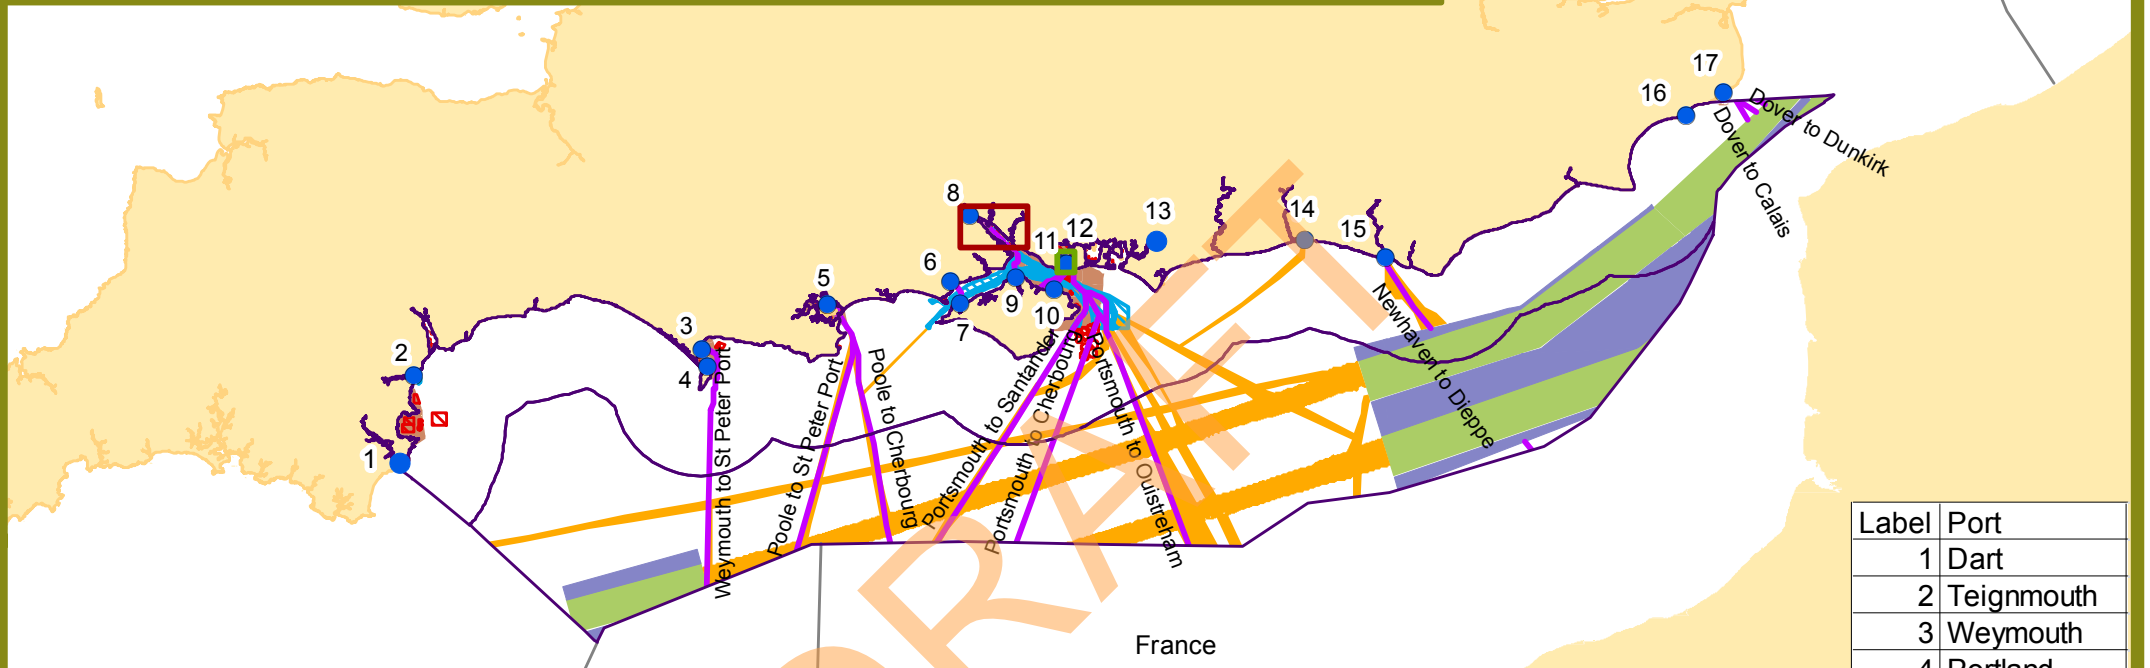 17
16
Dover to Dunkirk
Dover to Calais
8
13
14
12
11
15
6
5
9
7
10
3
2
4
1
Newhaven to Dieppe
Weymouth to St Peter Port
Poole to St Peter Port
Poole to Cherbourg
Portsmouth to Santander
Portsmouth to Cherbourg
Portsmouth to Ouistreham
France
Label Port
1 Dart
2 Teignmouth
3 Weymouth
4 Portland